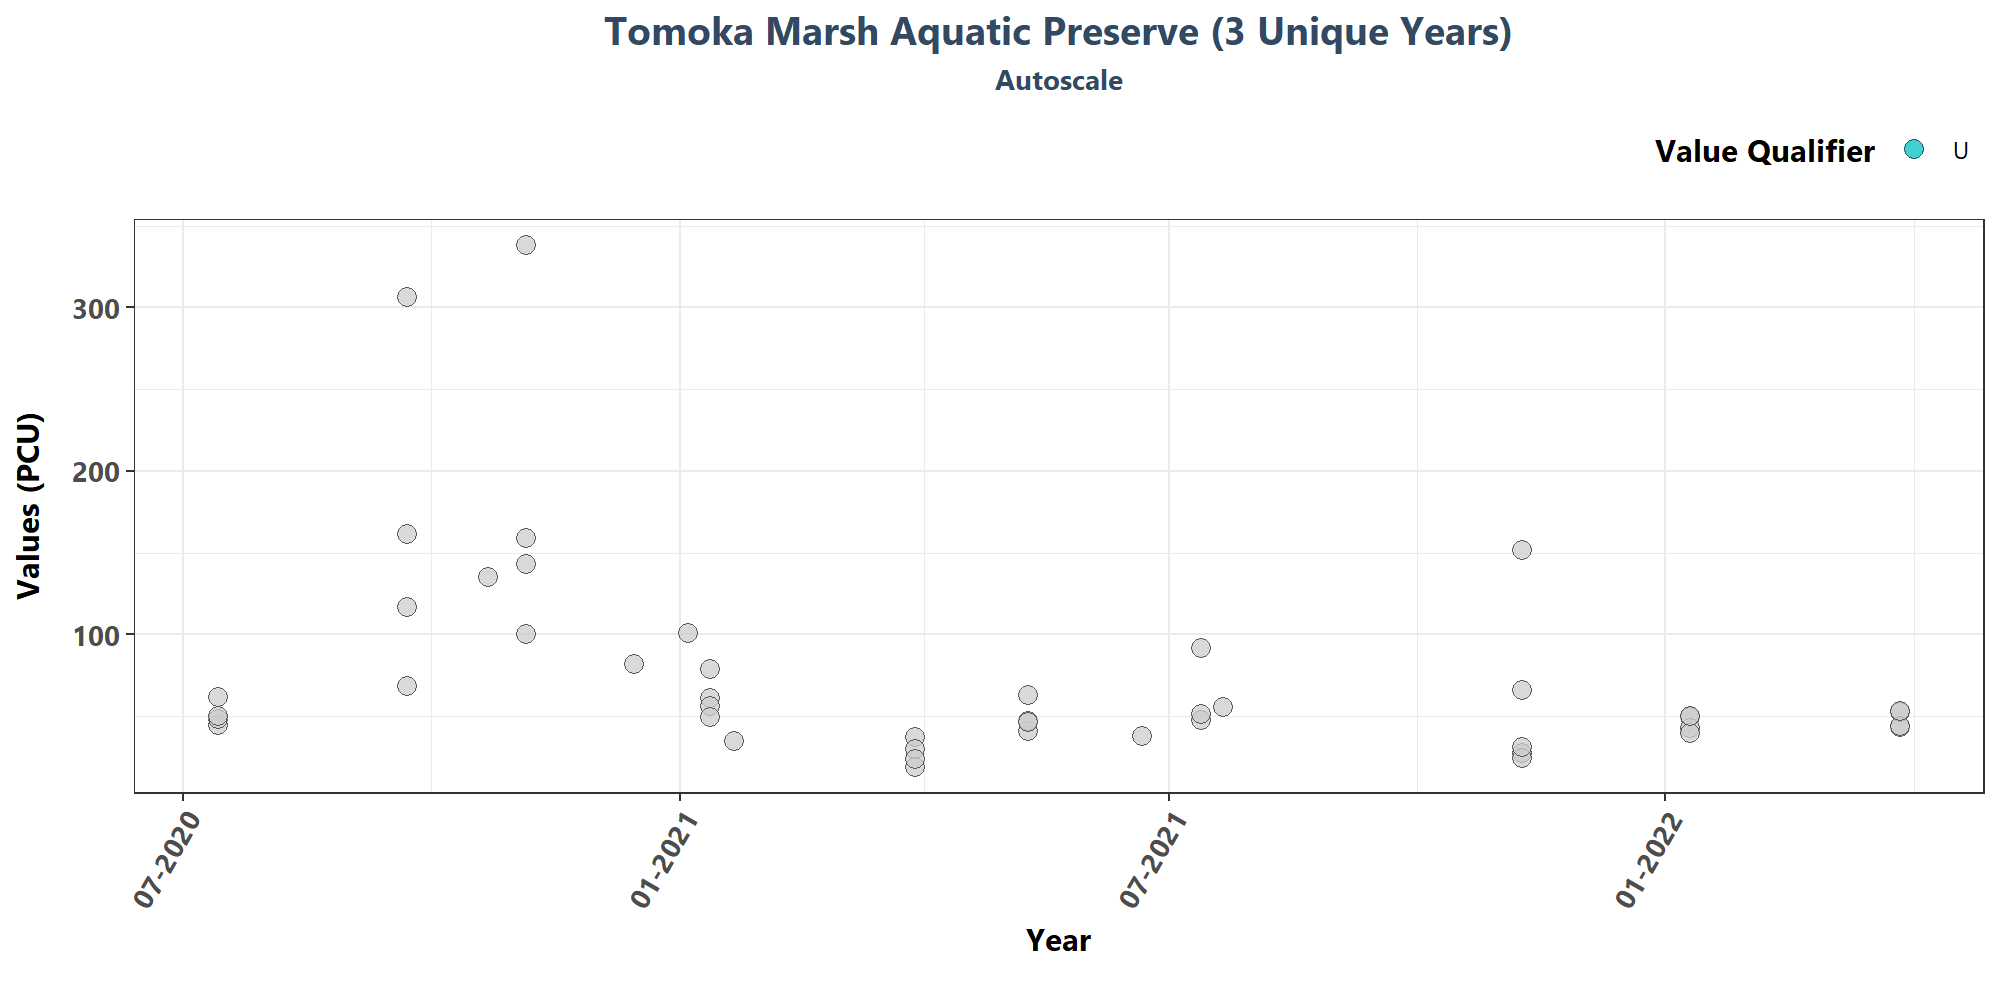 Tomoka Marsh Aquatic Preserve (3 Unique Years)
Autoscale
Value Qualifier U
300
200
100
Values (PCU)
07-2020 01-2021 07-2021 01-2022
Year